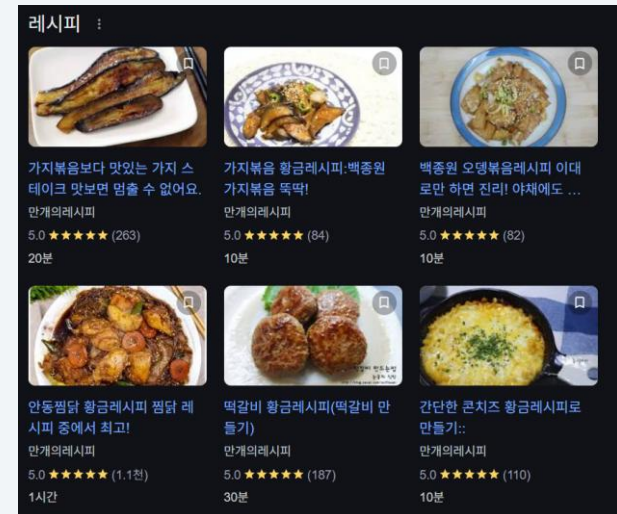 레시피
가지볶음보다 맛있는 가지 스
테이크 맛보면 멈출 수 없어요.
만개의레시피
5.0 ★★★★★ (263)
20분
가지볶음 황금레시피:백종원
가지볶음 뚝딱!
만개의레시피
5.0 ★★★★★ (84)
10분
백종원 오뎅볶음레시피 이대
로만 하면 진리! 야채에도 ...
만개의레시피
5.0 ★★★★★ (82)
10분
안동찜닭 황금레시피 찜닭 레
시피 중에서 최고!
만개의레시피
5.0 ★★★★★ (1.1천)
1시간
떡갈비 황금레시피(떡갈비 만
들기)
만개의레시피
5.0 ★★★★★ (187)
30분
간단한 콘치즈 황금레시피로
만들기::
만개의레시피
5.0 ★★★★★ (110)
10분